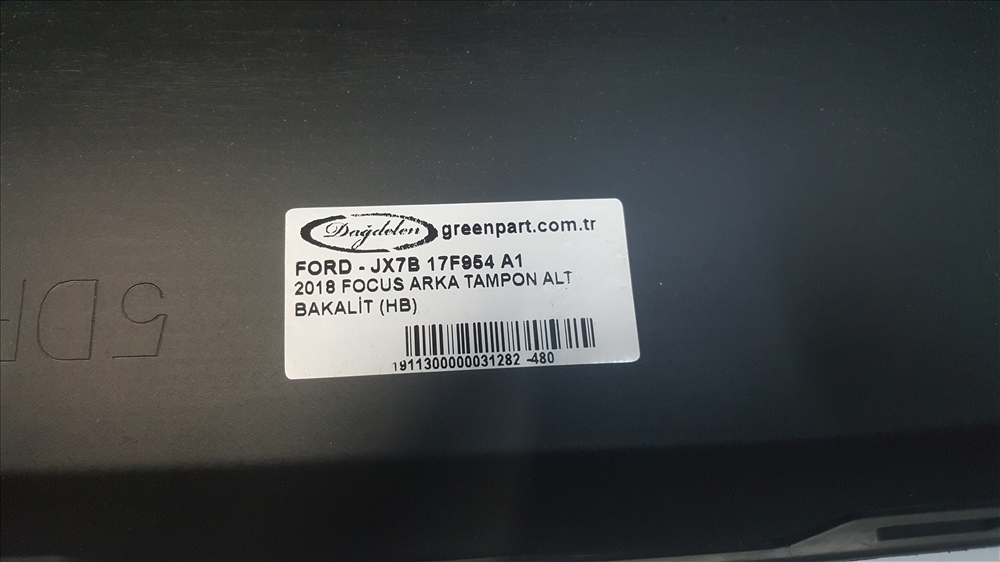 Dağdelen greenpart.com.tr
FORD - JX7B 17F954 A1
2018 FOCUS ARKA TAMPON ALT
BAKALİT (HB)
1911300000031282 -480